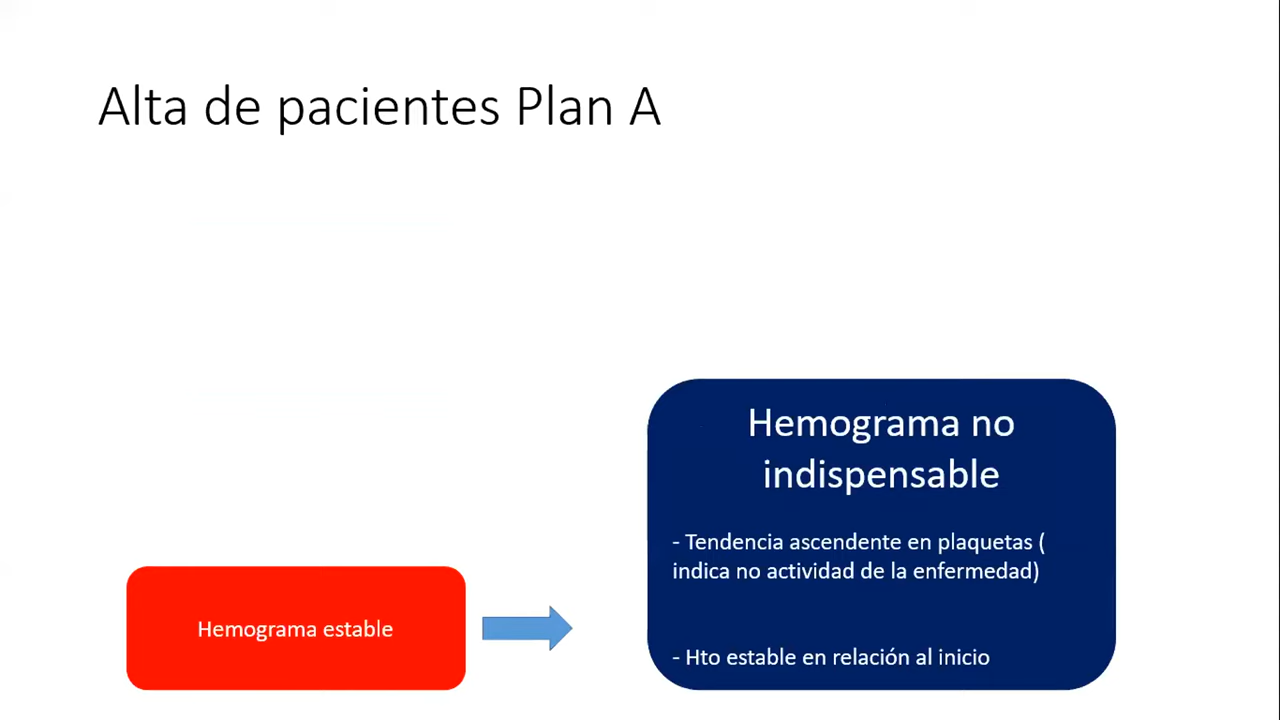 Alta de pacientes Plan A
Hemograma no
indispensable
- Tendencia ascendente en plaquetas (
indica no actividad de la enfermedad)
Hemograma estable
- Hto estable en relación al inicio